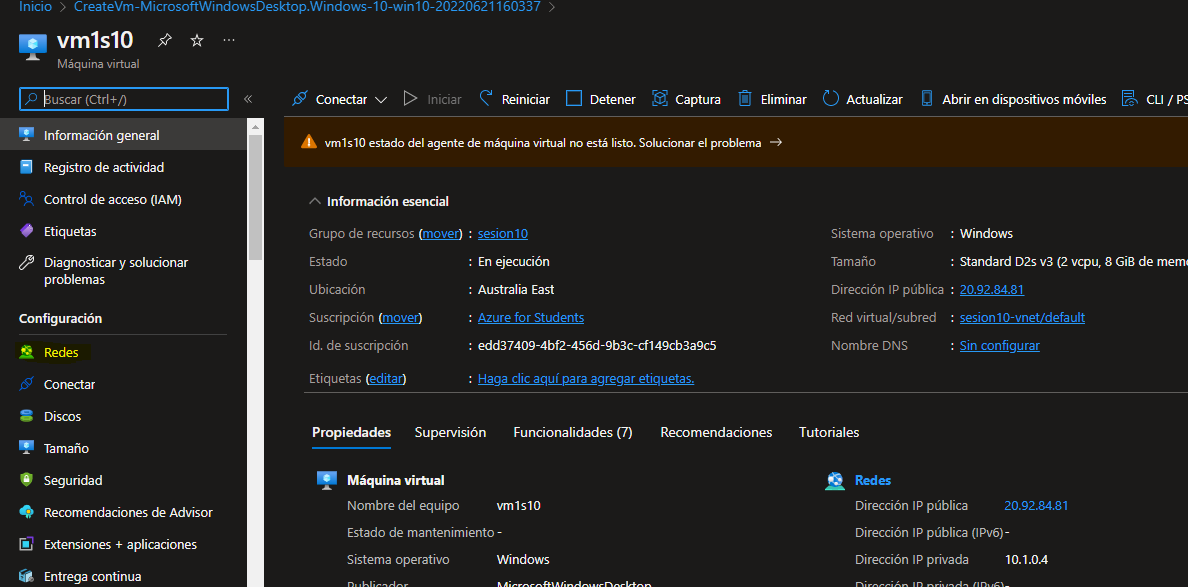 Inicio > CreateVm-MicrosoftWindowsDesktop.Windows-10-win10-20220621160337 >
vm1s10
Máquina virtual
Buscar (Ctrl+/)
Información general
Registro de actividad
Control de acceso (IAM)
Etiquetas
Diagnosticar y solucionar
problemas
Configuración
Redes
Conectar
Discos
Tamaño
Seguridad
Recomendaciones de Advisor
Extensiones + aplicaciones
Entrega continua
Conectar Iniciar Reiniciar Detener Captura Eliminar Actualizar Abrir en dispositivos móviles CLI / PS
vm1s10 estado del agente de máquina virtual no está listo. Solucionar el problema →
Información esencial
Grupo de recursos (mover) : sesion10
Estado : En ejecución
Ubicación : Australia East
Suscripción (mover) : Azure for Students
Id. de suscripción : edd37409-4bf2-456d-9b3c-cf149cb3a9c5
Etiquetas (editar) : Haga clic aquí para agregar etiquetas.
Sistema operativo : Windows
Tamaño : Standard D2s v3 (2 vcpu, 8 GiB de mem
Dirección IP pública : 20.92.84.81
Red virtual/subred : sesion10-vnet/default
Nombre DNS : Sin configurar
Propiedades Supervisión Funcionalidades (7) Recomendaciones Tutoriales
Máquina virtual
Nombre del equipo vm1s10
Estado de mantenimiento -
Sistema operativo Windows
Publicador MicrosoftWindowsDesktop
Redes
Dirección IP pública 20.92.84.81
Dirección IP pública (IPv6) -
Dirección IP privada 10.1.0.4
Dirección IP privada (IPv6) -